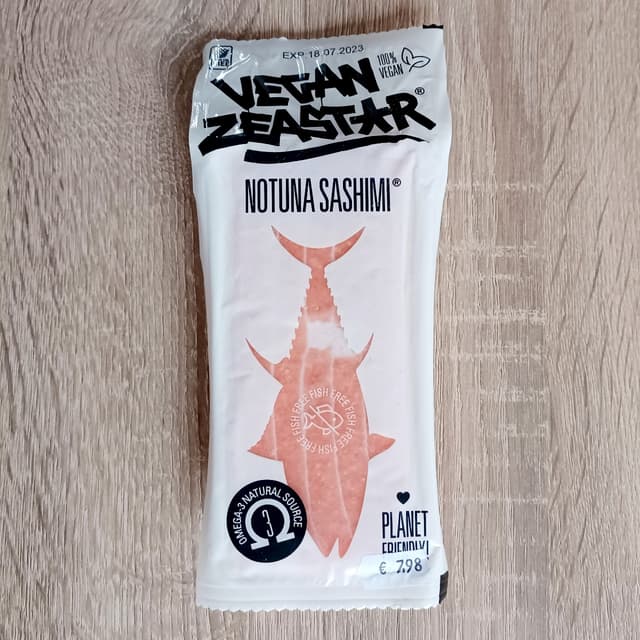 EXP. 18.07.2023
100%
VEGAN
VEGAN
ZEASTAR®
NOTUNA SASHIMI®
FISH FREE FISH FREE FISH FREE FISH FREE
OMEGA-3 NATURAL SOURCE
3
PLANET
FRIENDLY!
€ 7.98